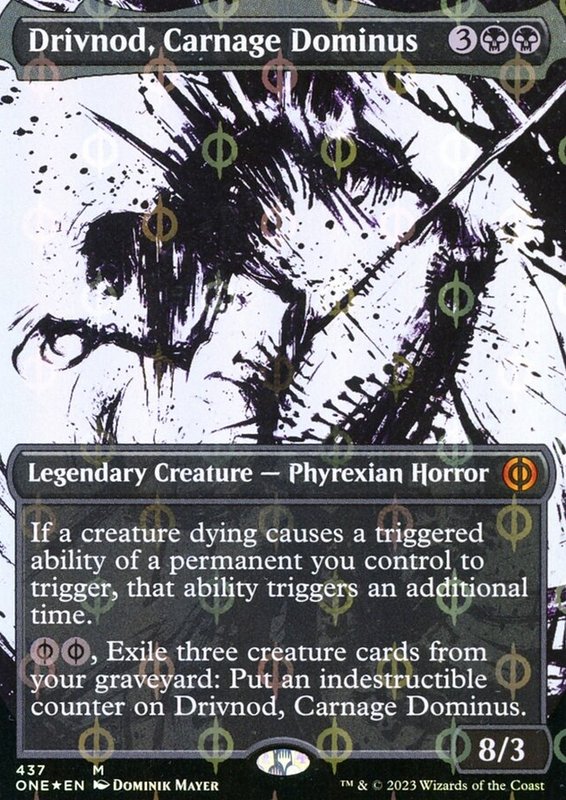 Drivnod, Carnage Dominus 3
Legendary Creature — Phyrexian Horror
If a creature dying causes a triggered
ability of a permanent you control to
trigger, that ability triggers an additional
time.
, Exile three creature cards from
your graveyard: Put an indestructible
counter on Drivnod, Carnage Dominus.
8/3
437 M
ONE★EN Dominik Mayer
™ & © 2023 Wizards of the Coast